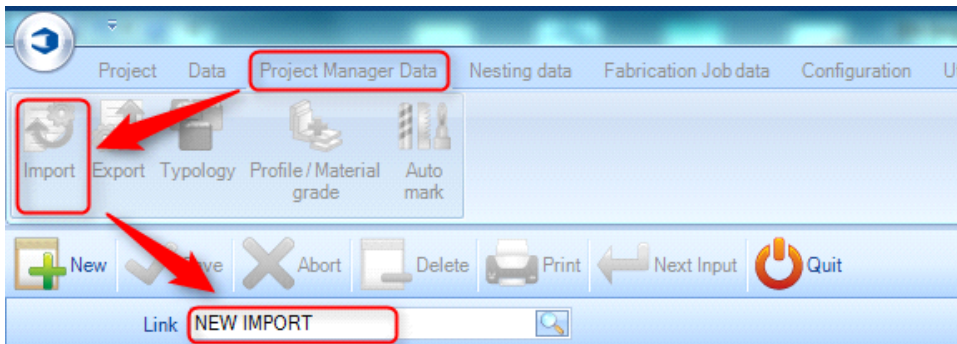 Project Data Project Manager Data Nesting data Fabrication Job data Configuration U
Import Export Typology Profile / Material grade Auto mark
New Save Abort Delete Print Next Input Quit
Link NEW IMPORT